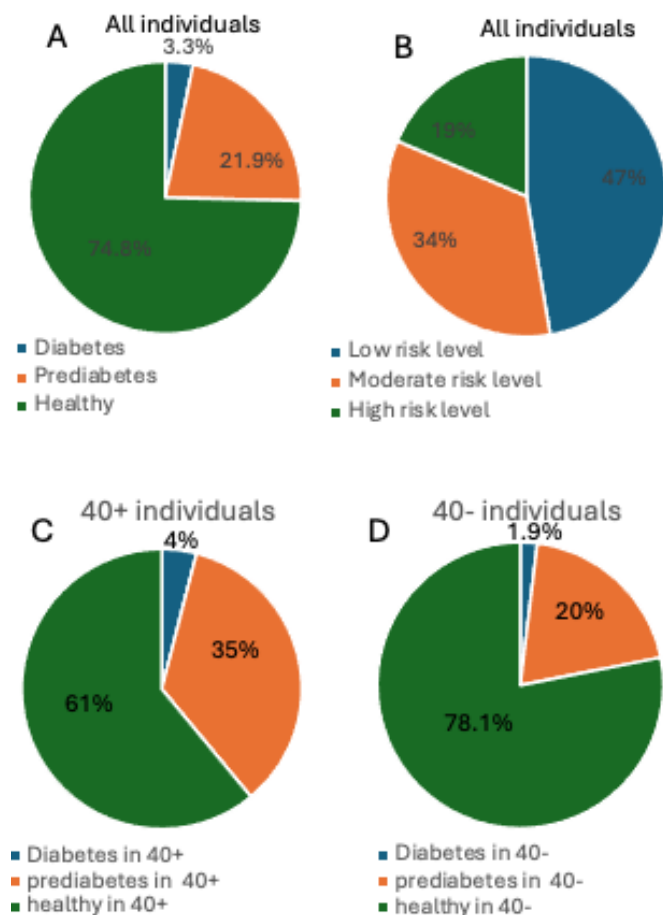 A
All individuals
3.3%
21.9%
74.8%
Diabetes
Prediabetes
Healthy
B
All individuals
19%
47%
34%
Low risk level
Moderate risk level
High risk level
C
40+ individuals
4%
35%
61%
Diabetes in 40+
prediabetes in 40+
healthy in 40+
D
40- individuals
1.9%
20%
78.1%
Diabetes in 40-
prediabetes in 40-
healthy in 40-